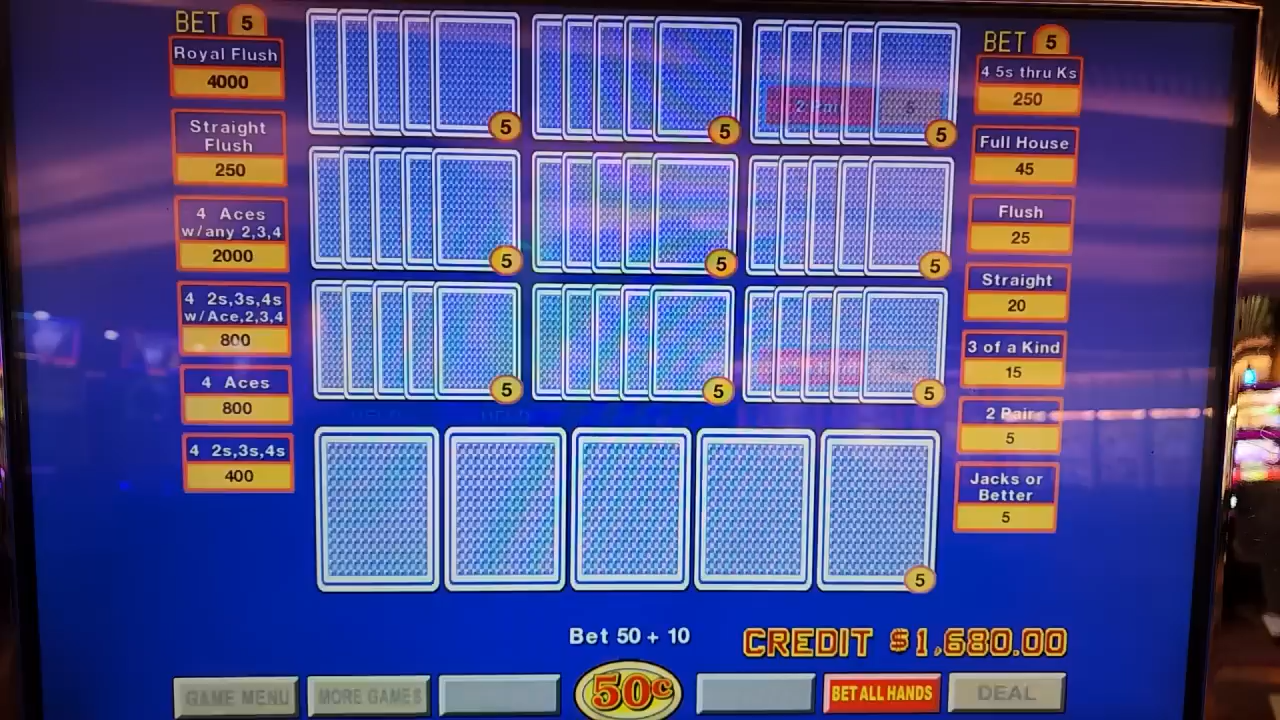 BET 5
Royal Flush
4000
Straight
Flush
250
4 Aces
w/any 2,3,4
2000
4 2s,3s,4s
w/Ace,2,3,4
800
4 Aces
800
4 2s,3s,4s
400
5
5
5
5
5
5
5
5
5
5
BET 5
4 5s thru Ks
250
Full House
45
Flush
25
Straight
20
3 of a Kind
15
2 Pair
5
Jacks or
Better
5
Bet 50 + 10
CREDIT $1,680.00
GAME MENU
MORE GAMES
50¢
BET ALL HANDS
DEAL